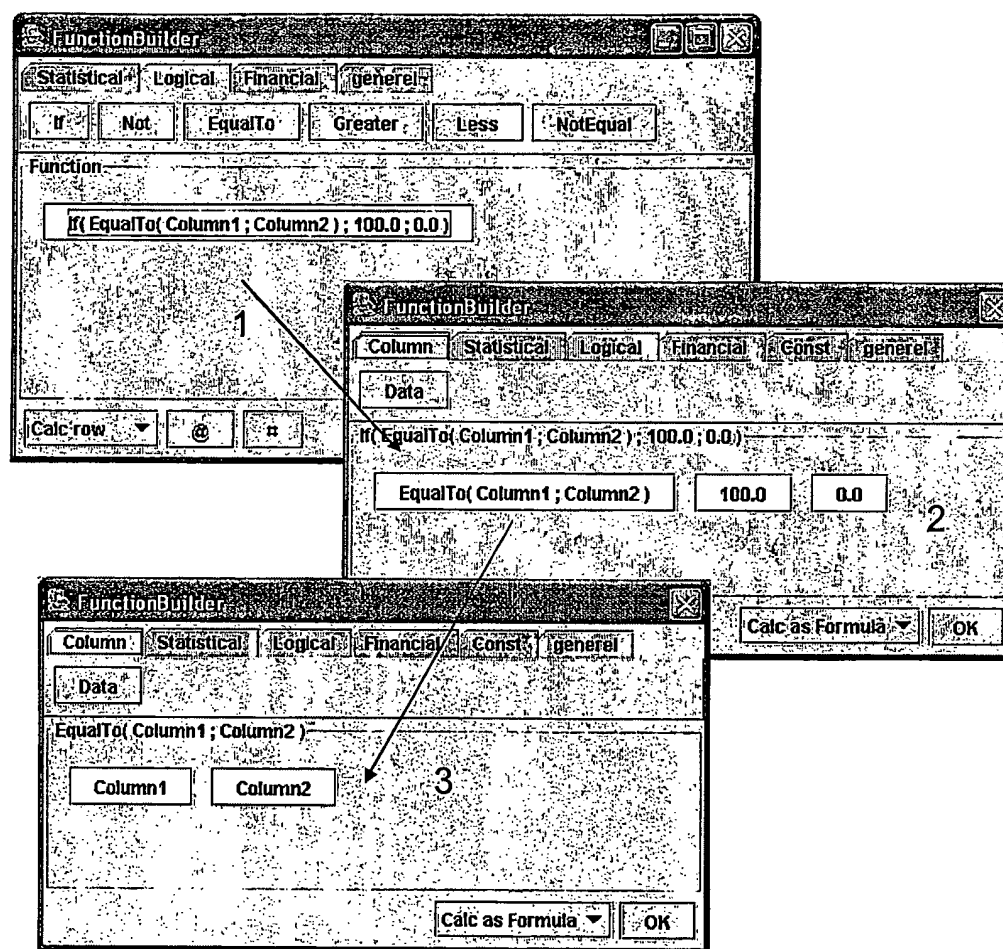 FunctionBuilder
Statistical Logical Financial generel
If Not EqualTo Greater Less NotEqual
Function
If( EqualTo( Column1 ; Column2 ) ; 100.0 ; 0.0 )
1
Calc row @ ¤
FunctionBuilder
Column Statistical Logical Financial Const generel
Data
If( EqualTo( Column1 ; Column2 ) ; 100.0 ; 0.0 )
EqualTo( Column1 ; Column2 ) 100.0 0.0
2
Calc as Formula OK
FunctionBuilder
Column Statistical Logical Financial Const generel
Data
EqualTo( Column1 ; Column2 )
Column1 Column2
3
Calc as Formula OK